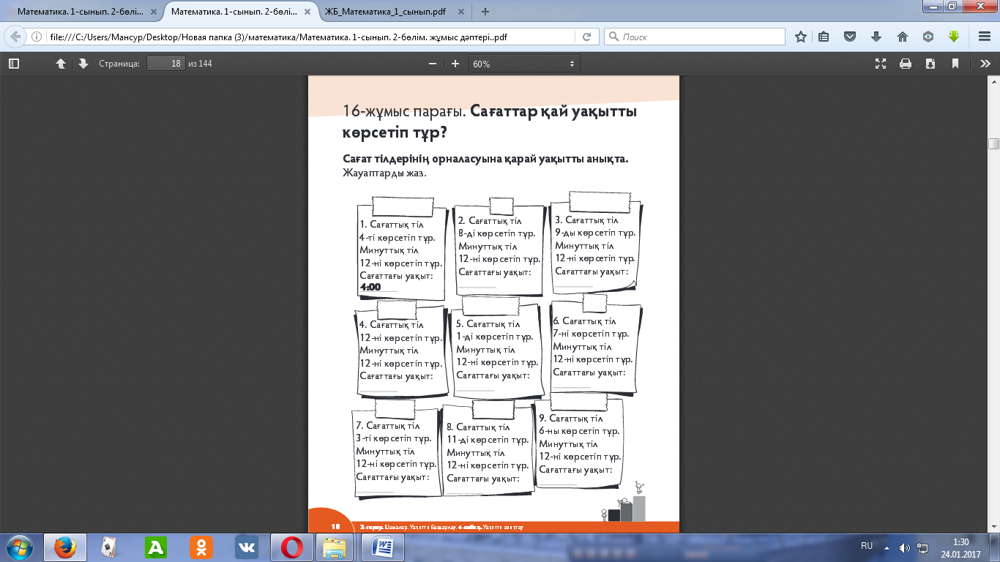 Математика. 1-сынып. 2-бөлі...
Математика. 1-сынып. 2-бөлі...
ЖБ_Математика_1_сынып.pdf
file:///C:/Users/Мансур/Desktop/Новая папка (3)/математика/Математика. 1-сынып. 2-бөлім. жұмыс дәптері..pdf
Поиск
Страница:
18
из 144
60%
16-жұмыс парағы. Сағаттар қай уақытты
көрсетіп тұр?
Сағат тілдерінің орналасуына қарай уақытты анықта.
Жауаптарды жаз.
1. Сағаттық тіл
4-ті көрсетіп тұр.
Минуттық тіл
12-ні көрсетіп тұр.
Сағаттағы уақыт:
4:00
2. Сағаттық тіл
8-ді көрсетіп тұр.
Минуттық тіл
12-ні көрсетіп тұр.
Сағаттағы уақыт:
3. Сағаттық тіл
9-ды көрсетіп тұр.
Минуттық тіл
12-ні көрсетіп тұр.
Сағаттағы уақыт:
4. Сағаттық тіл
12-ні көрсетіп тұр.
Минуттық тіл
12-ні көрсетіп тұр.
Сағаттағы уақыт:
5. Сағаттық тіл
1-ді көрсетіп тұр.
Минуттық тіл
12-ні көрсетіп тұр.
Сағаттағы уақыт:
6. Сағаттық тіл
7-ні көрсетіп тұр.
Минуттық тіл
12-ні көрсетіп тұр.
Сағаттағы уақыт:
7. Сағаттық тіл
3-ті көрсетіп тұр.
Минуттық тіл
12-ні көрсетіп тұр.
Сағаттағы уақыт:
8. Сағаттық тіл
11-ді көрсетіп тұр.
Минуттық тіл
12-ні көрсетіп тұр.
Сағаттағы уақыт:
9. Сағаттық тіл
6-ны көрсетіп тұр.
Минуттық тіл
12-ні көрсетіп тұр.
Сағаттағы уақыт:
18
2-тарау. Шамалар. Уақытты бағдарлау. 4-сабақ. Уақытты анықтау
RU
1:30
24.01.2017